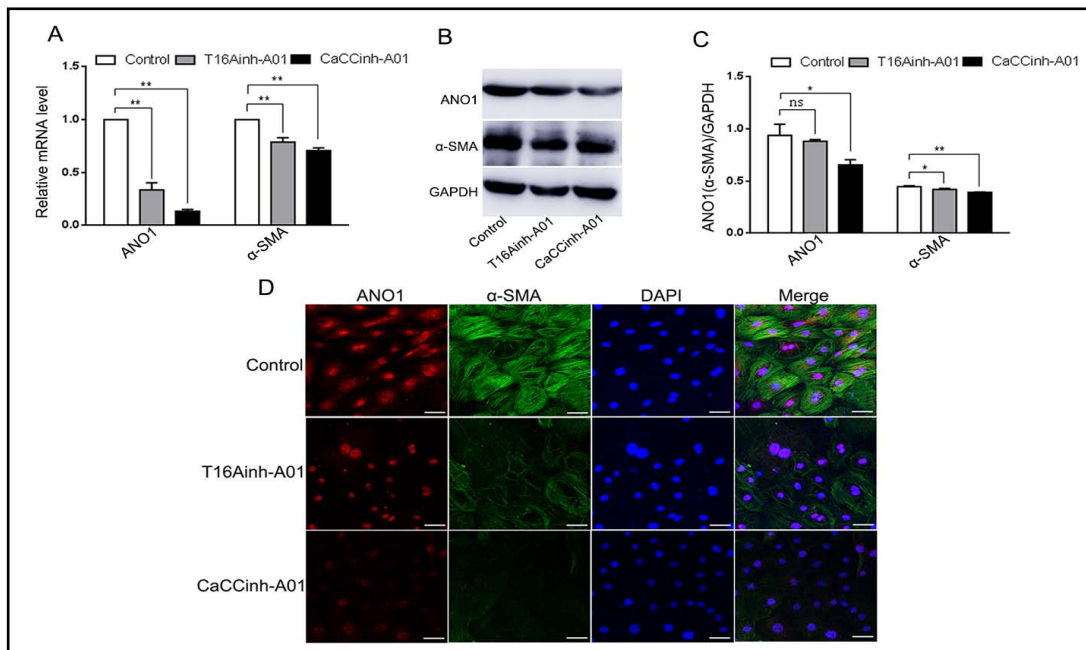 A
Control T16Ainh-A01 CaCCinh-A01
Relative mRNA level
1.5
1.0
0.5
0.0
**
**
**
**
ANO1
α-SMA
B
ANO1
α-SMA
GAPDH
Control
T16Ainh-A01
CaCCinh-A01
C
Control T16Ainh-A01 CaCCinh-A01
ANO1(α-SMA)/GAPDH
1.5
1.0
0.5
0.0
*
ns
**
*
ANO1
α-SMA
D
ANO1 α-SMA DAPI Merge
Control
T16Ainh-A01
CaCCinh-A01